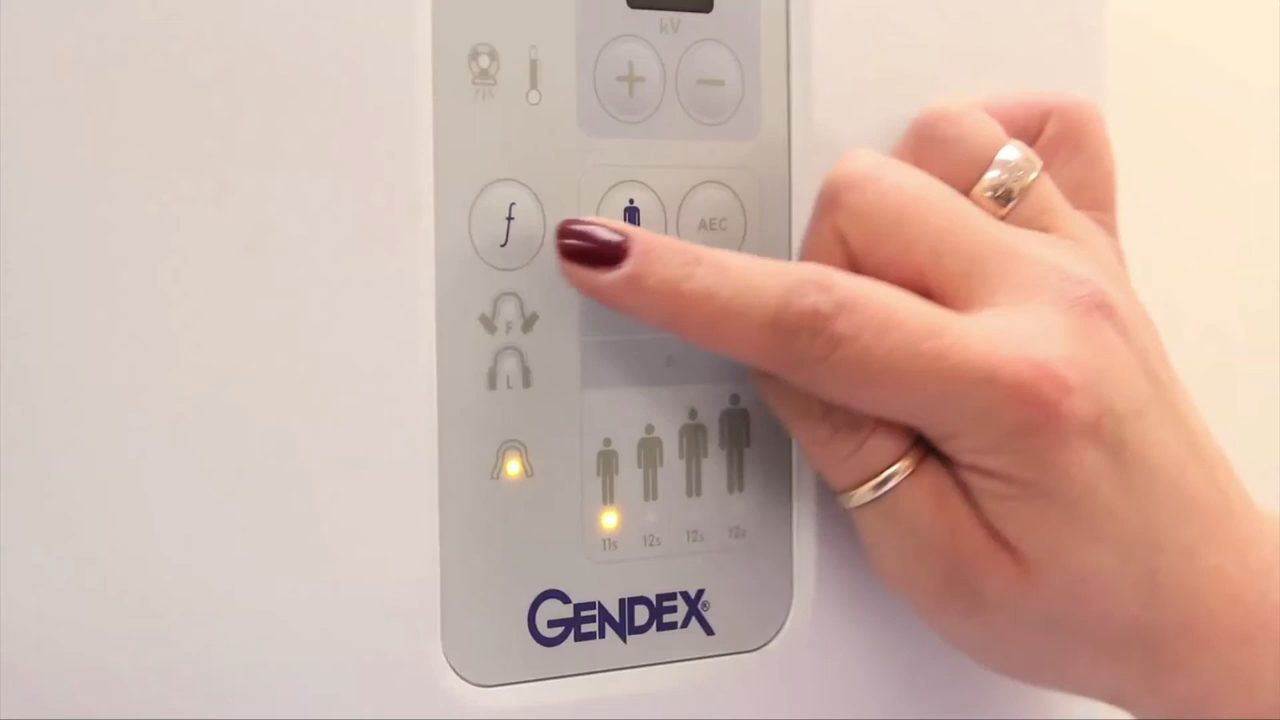 kV
+ −
f AEC
F
L
11s 12s 12s 12s
GENDEX®